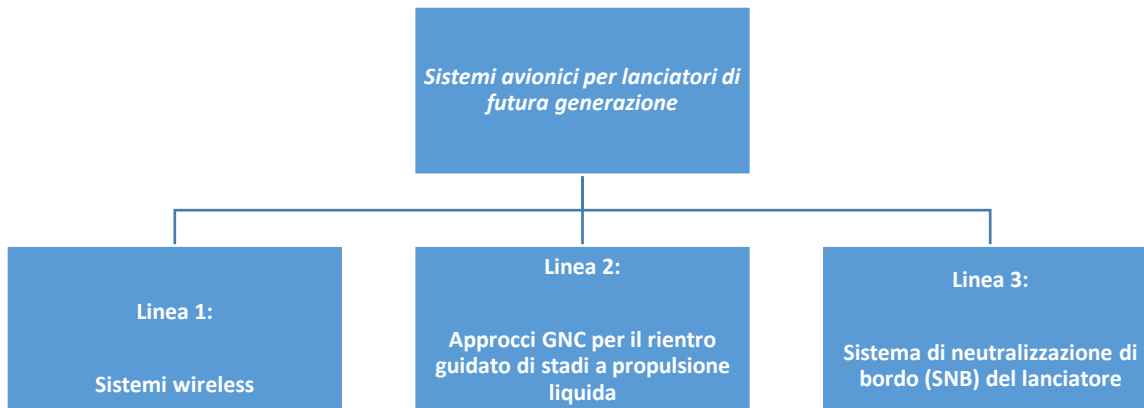 Sistemi avionici per lanciatori di
futura generazione
Linea 1:
Sistemi wireless
Linea 2:
Approcci GNC per il rientro
guidato di stadi a propulsione
liquida
Linea 3:
Sistema di neutralizzazione di
bordo (SNB) del lanciatore